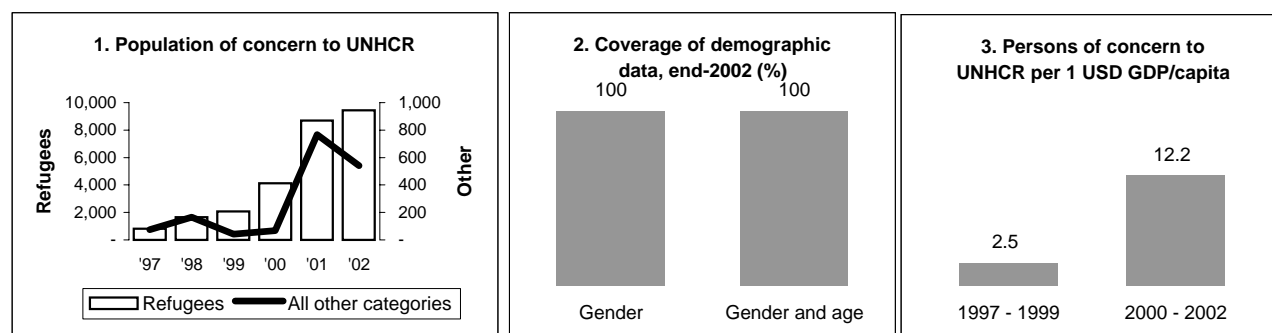 1. Population of concern to UNHCR
10,000
8,000
6,000
4,000
2,000
-
Refugees
1,000
800
600
400
200
-
Other
'97 '98 '99 '00 '01 '02
Refugees All other categories
2. Coverage of demographic
data, end-2002 (%)
100 100
Gender Gender and age
3. Persons of concern to
UNHCR per 1 USD GDP/capita
12.2
2.5
1997 - 1999 2000 - 2002